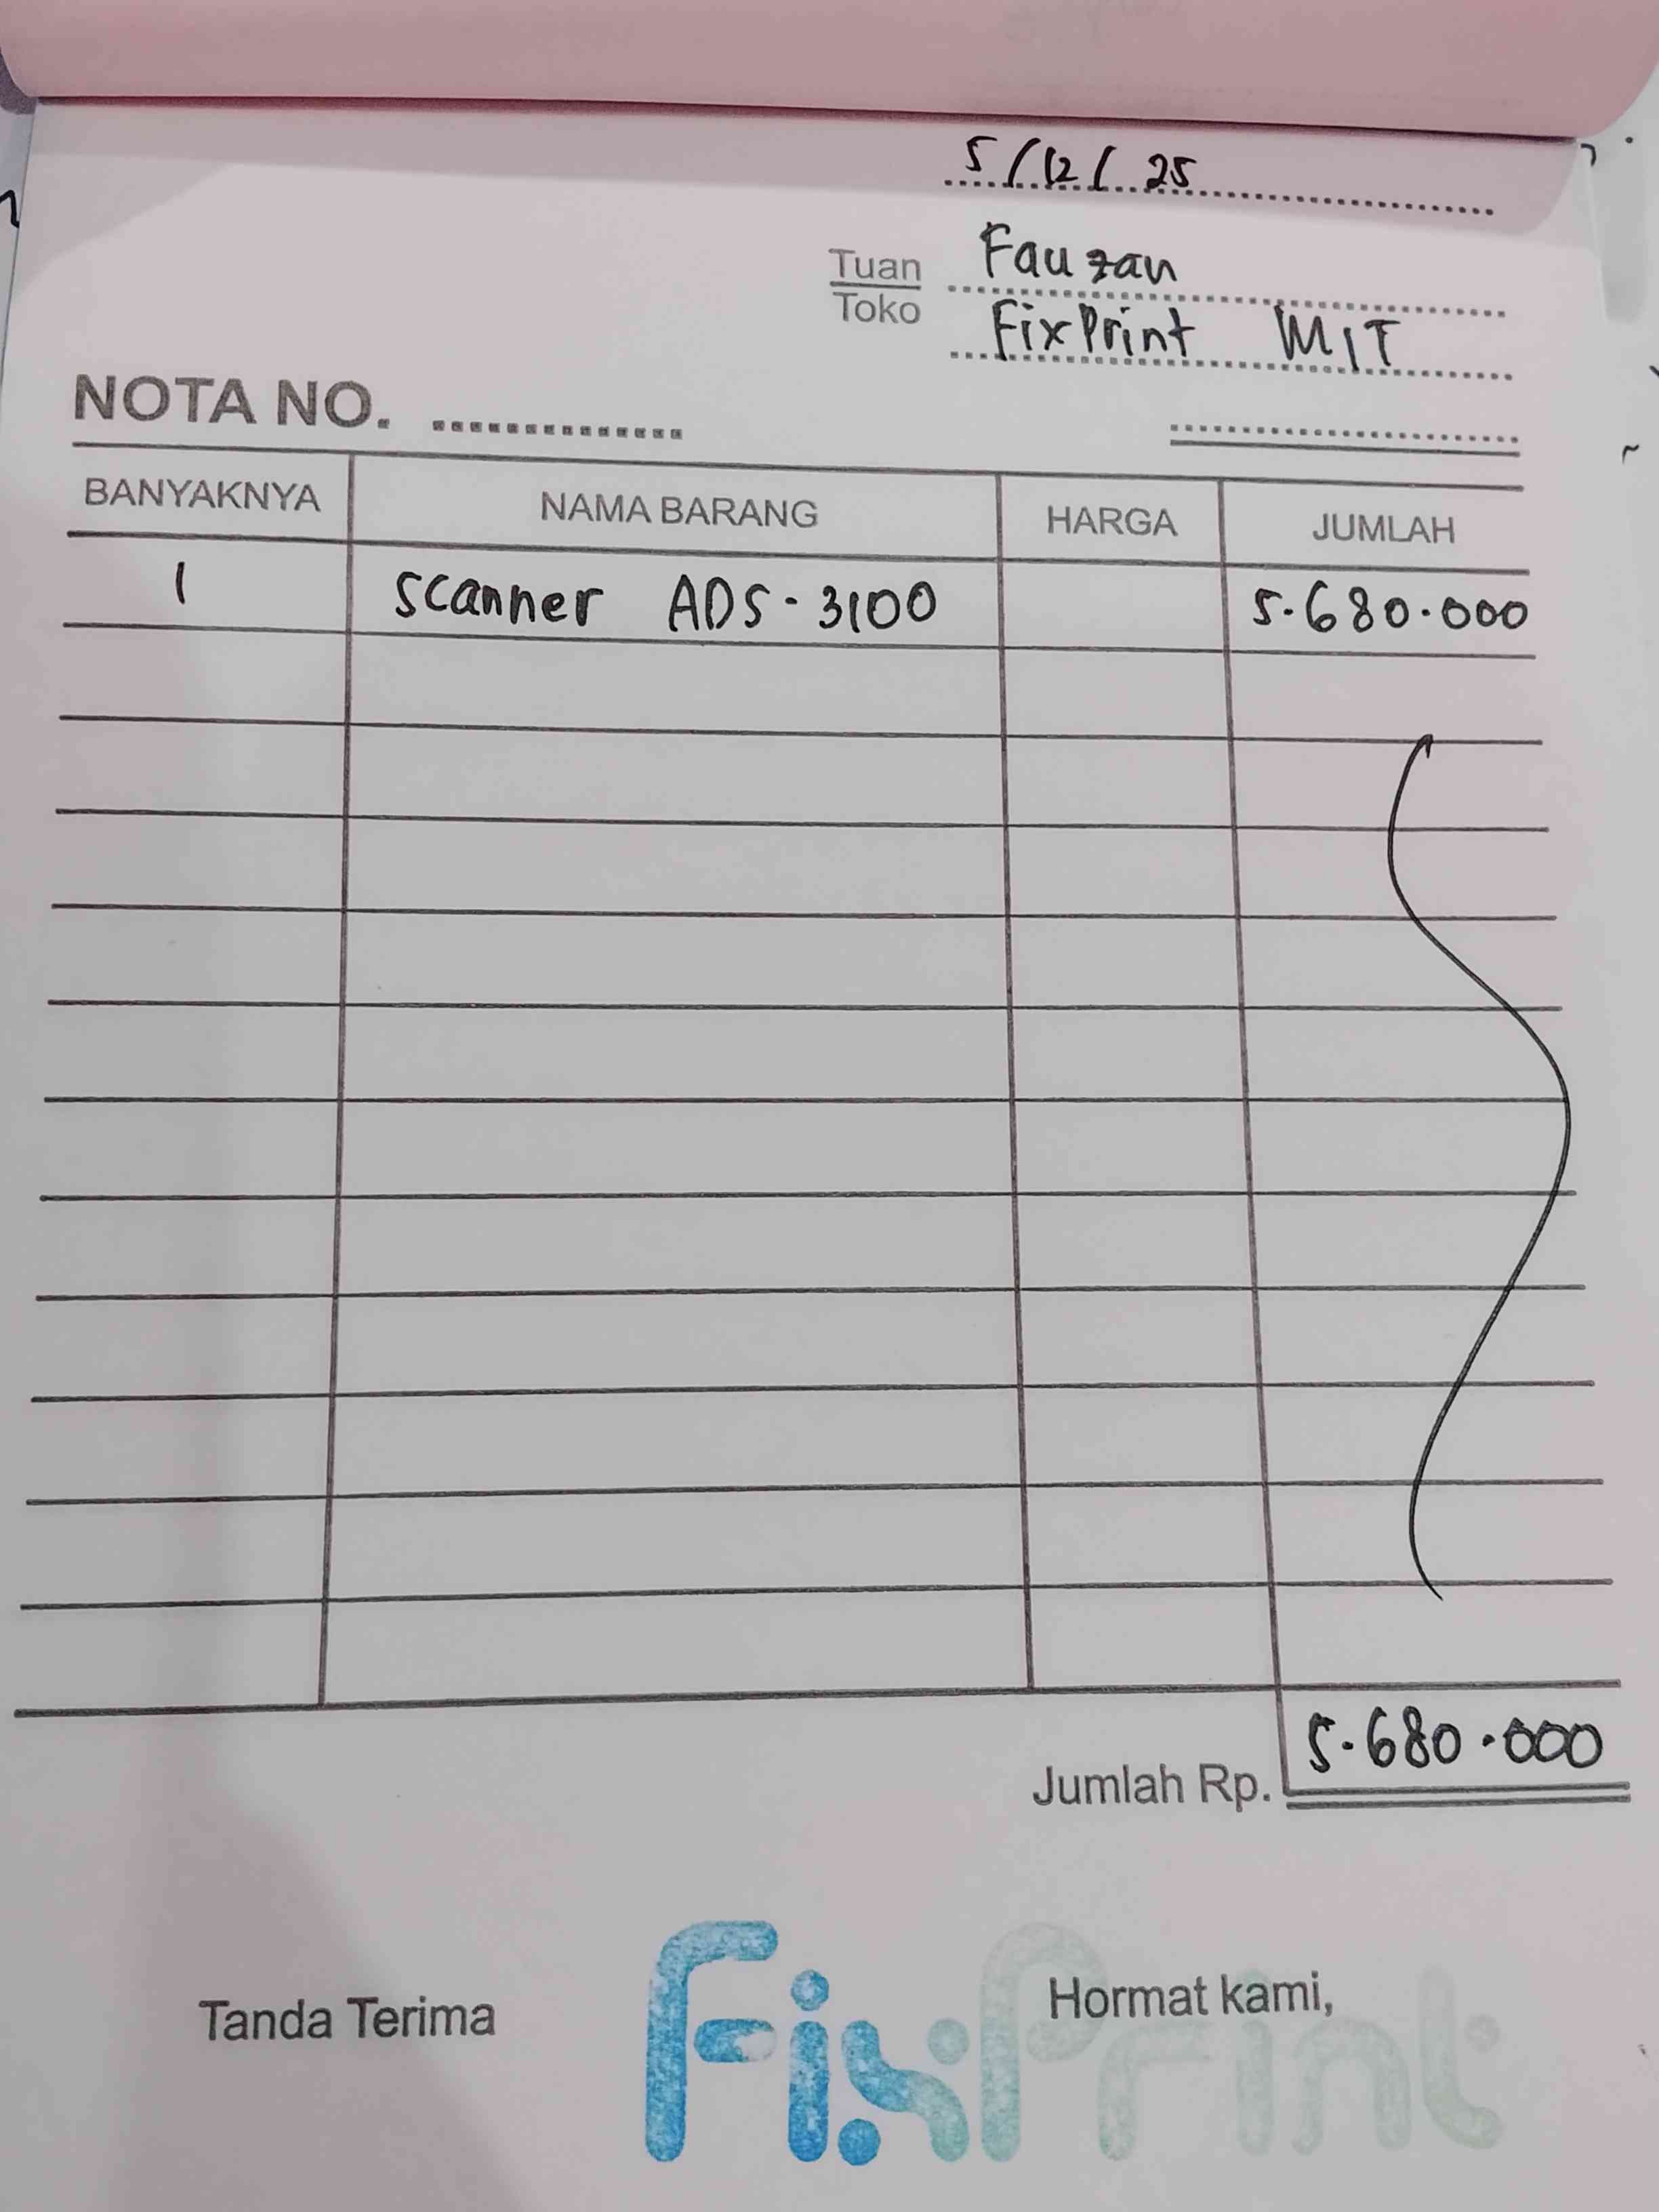 5/12/25
Tuan Fauzan
Toko FixPrint MIT
NOTA NO.
BANYAKNYA NAMA BARANG HARGA JUMLAH
1 scanner ADS-3100 5.680.000
Jumlah Rp. 5.680.000
Tanda Terima Hormat kami,
FixPrint